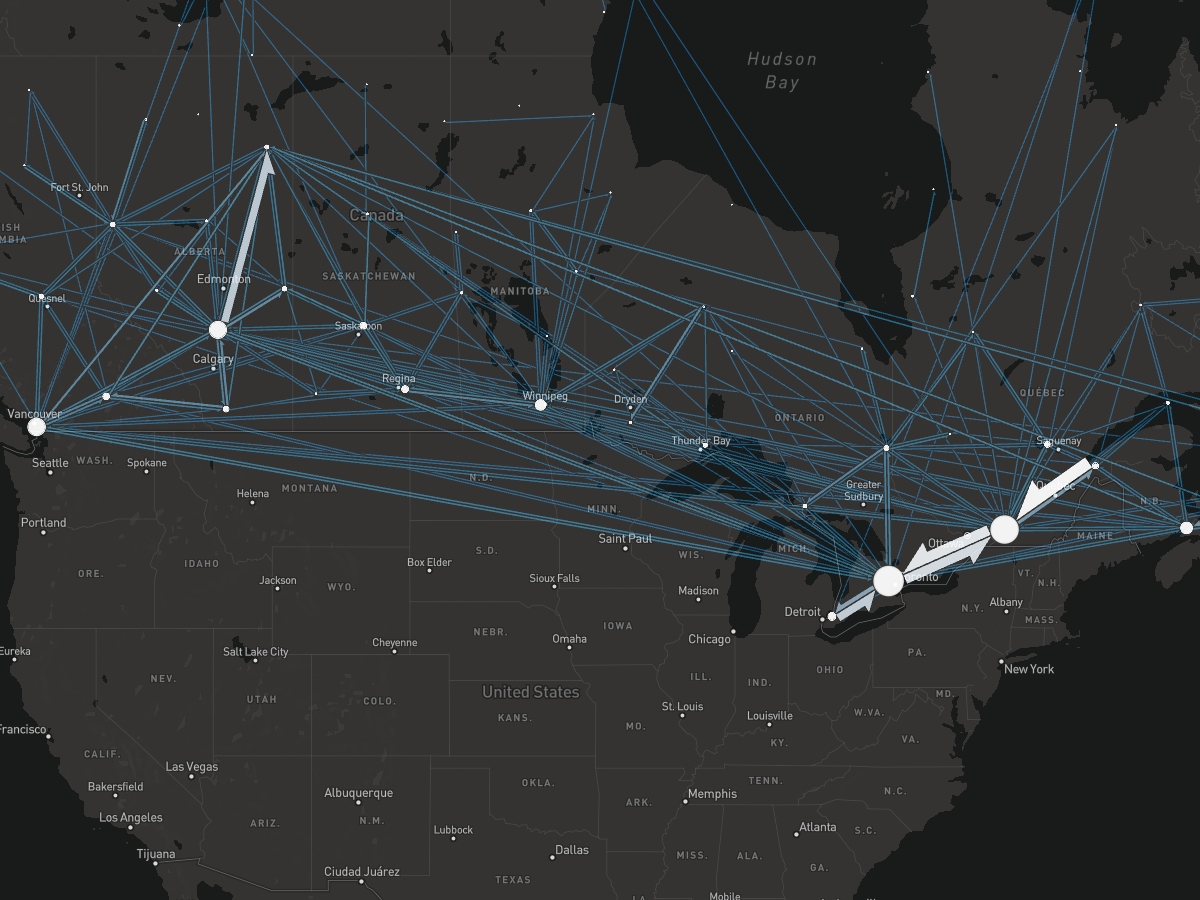 Hudson
Bay
Fort St. John
Canada
ISH
MBIA
ALBERTA
Edmonton
SASKATCHEWAN
MANITOBA
Quesnel
Saskatoon
Calgary
Regina
Winnipeg
Dryden
QUÉBEC
Vancouver
ONTARIO
Thunder Bay
Saguenay
Seattle
WASH.
Spokane
N.D.
Greater
Sudbury
Helena
MONTANA
N.B.
MINN.
Portland
Saint Paul
MAINE
Ottawa
MICH.
WIS.
IDAHO
S.D.
Box Elder
ORE.
Jackson
WYO.
Sioux Falls
Madison
VT.
N.H.
Detroit
N.Y.
Albany
MASS.
IOWA
NEBR.
Chicago
Omaha
Eureka
Salt Lake City
Cheyenne
PA.
New York
OHIO
NEV.
ILL.
IND.
United States
MD.
UTAH
COLO.
St. Louis
Louisville
W.VA.
KANS.
MO.
Francisco
KY.
VA.
CALIF.
Las Vegas
OKLA.
TENN.
Bakersfield
Albuquerque
Memphis
N.C.
ARK.
Los Angeles
ARIZ.
N.M.
Lubbock
Atlanta
S.C.
Tijuana
Dallas
MISS.
ALA.
GA.
Ciudad Juárez
TEXAS
Mobile